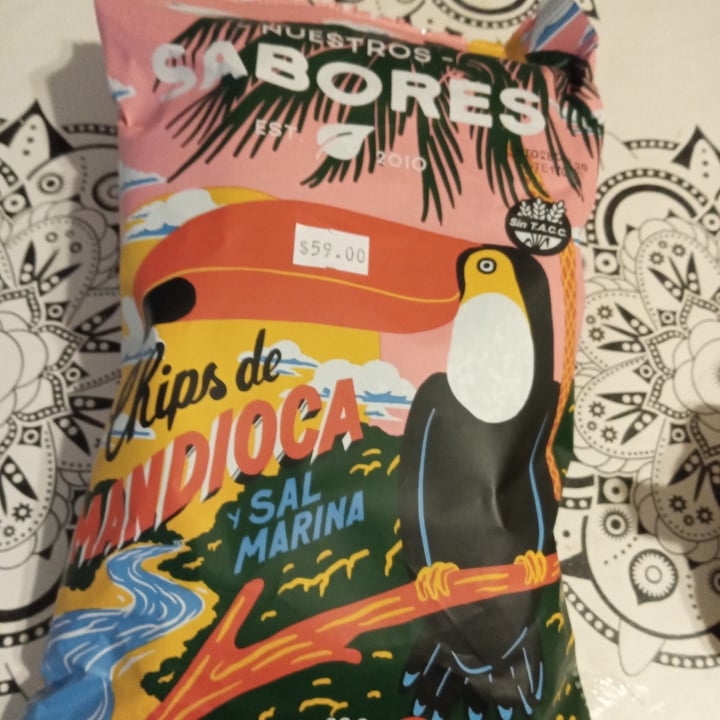 NUESTROS -
SABORES
EST. 2010
Sin T.A.C.C.
$59.00
Chips de
MANDIOCA
Y SAL
MARINA